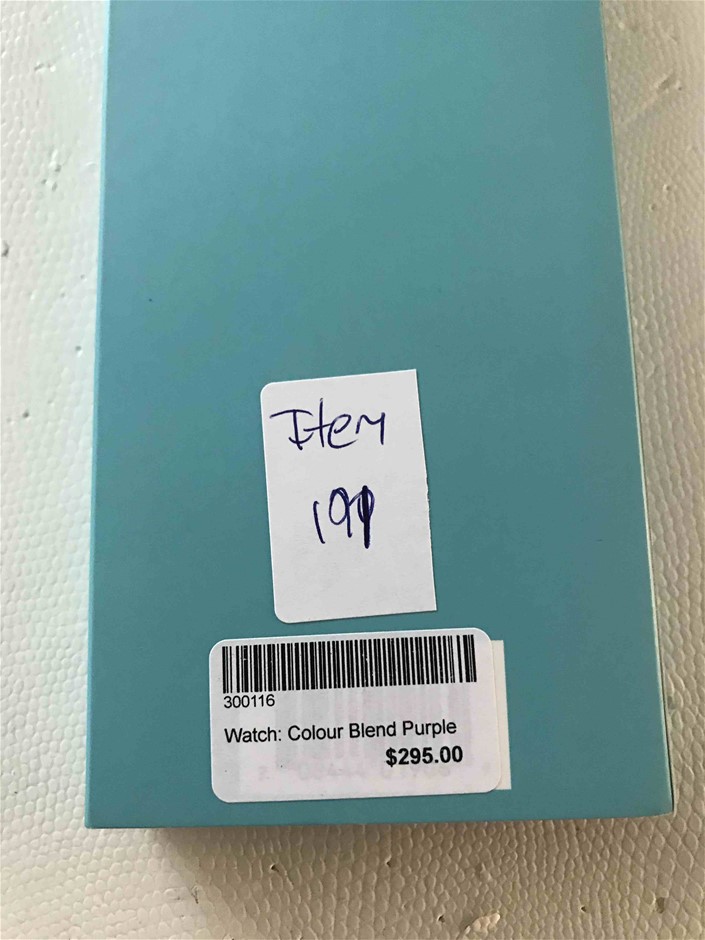 Item
300116
Watch: Colour Blend Purple
$295.00